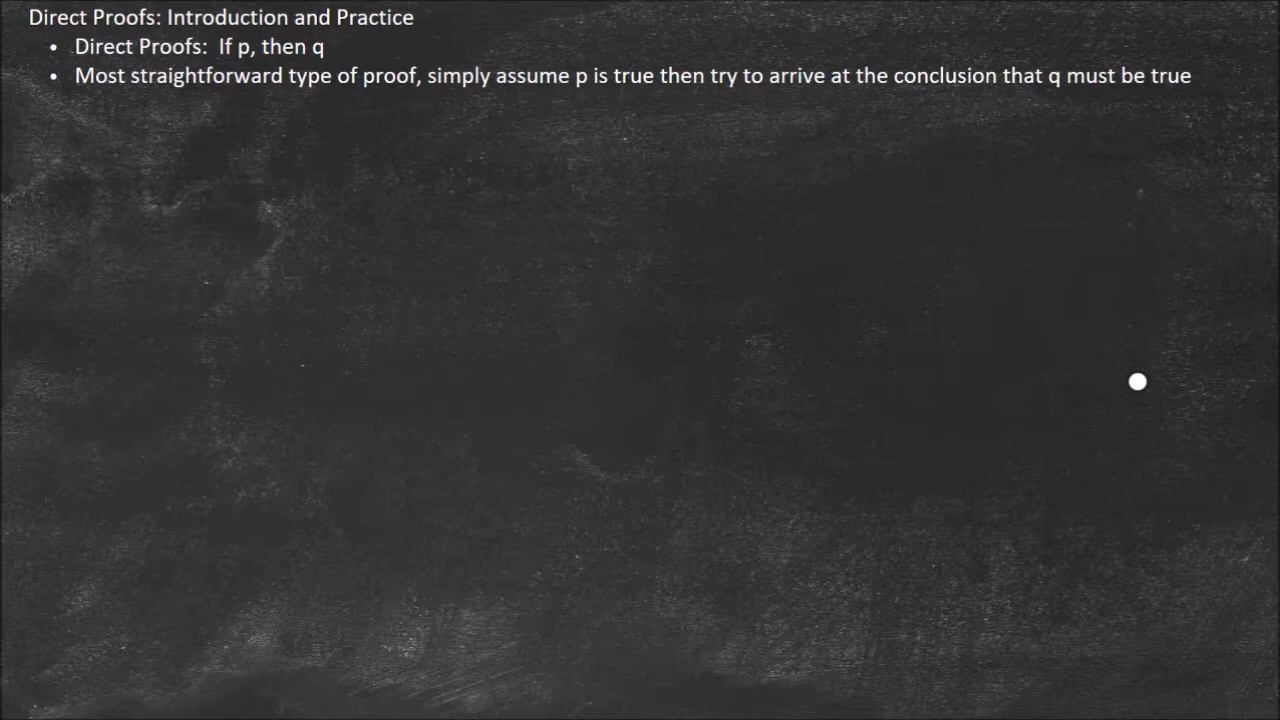 Direct Proofs: Introduction and Practice
• Direct Proofs:  If p, then q
• Most straightforward type of proof, simply assume p is true then try to arrive at the conclusion that q must be true